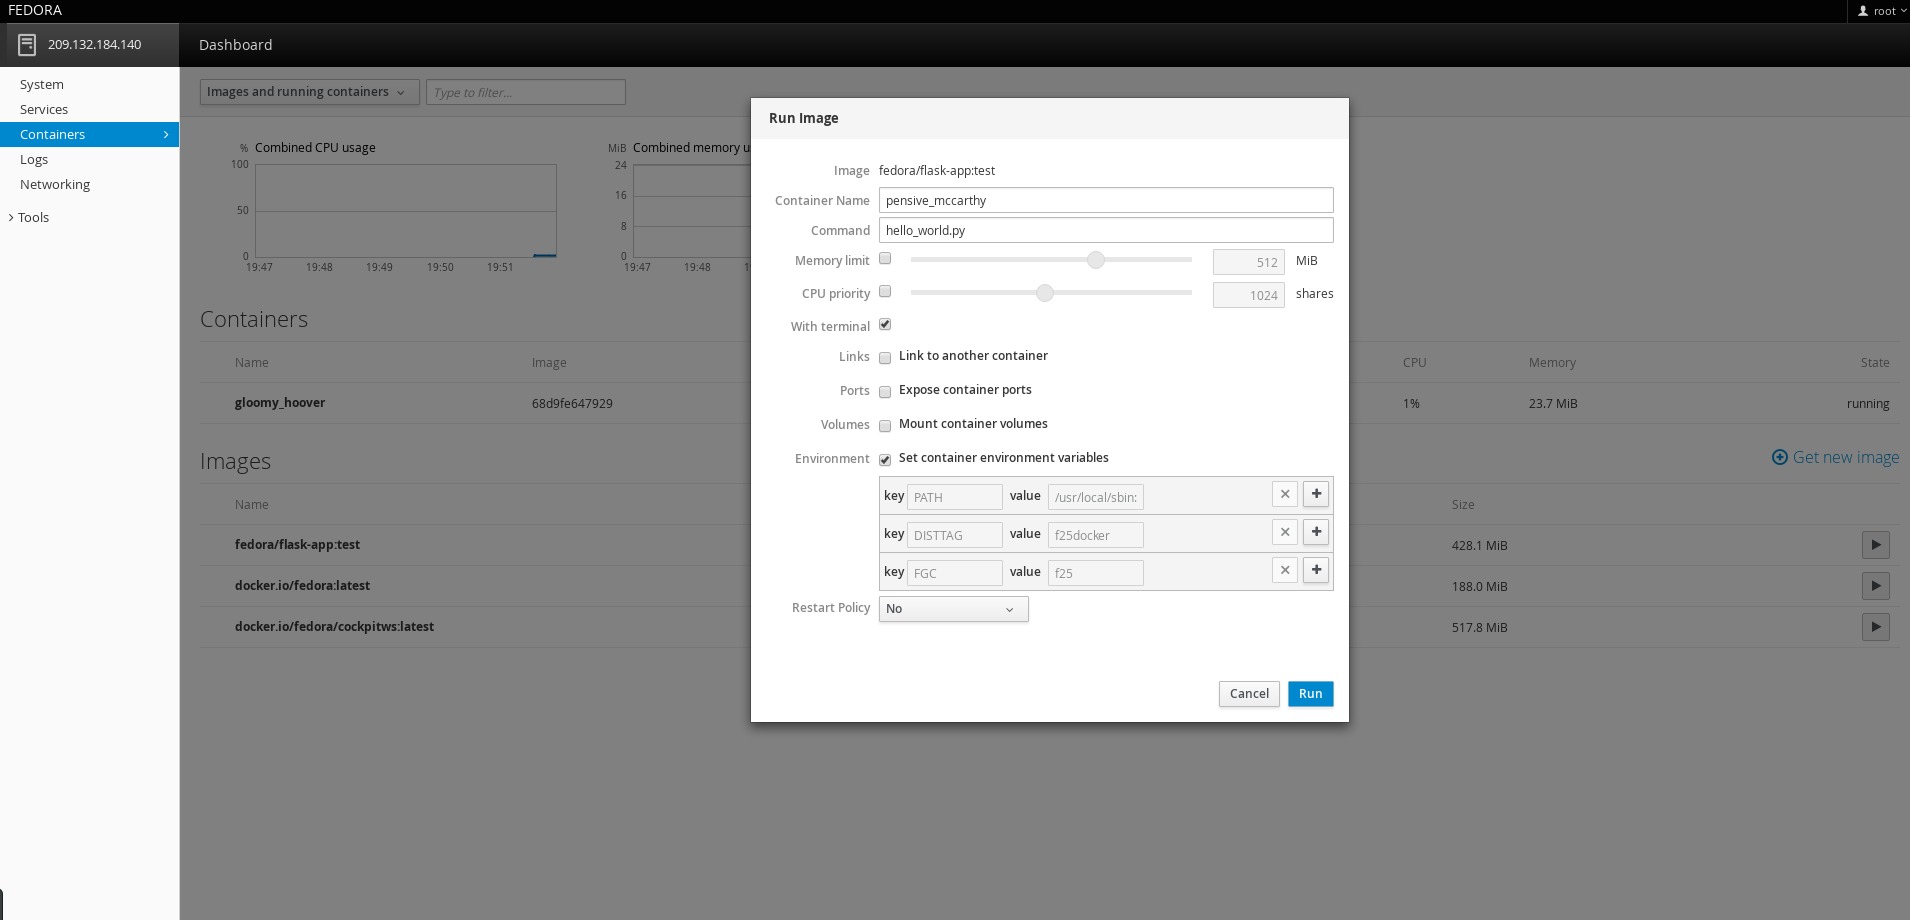 FEDORA
root
209.132.184.140
Dashboard
System
Services
Containers
Logs
Networking
Tools
Images and running containers
Type to filter...
% Combined CPU usage
100
50
0
19:47 19:48 19:49 19:50 19:51
MiB Combined memory u
24
16
8
0
19:47 19:48
Containers
Name Image CPU Memory State
gloomy_hoover 68d9fe647929 1% 23.7 MiB running
Images
Get new image
Name Size
fedora/flask-app:test 428.1 MiB
docker.io/fedora:latest 188.0 MiB
docker.io/fedora/cockpitws:latest 517.8 MiB
Run Image
Image fedora/flask-app:test
Container Name pensive_mccarthy
Command hello_world.py
Memory limit 512 MiB
CPU priority 1024 shares
With terminal
Links Link to another container
Ports Expose container ports
Volumes Mount container volumes
Environment Set container environment variables
key PATH value /usr/local/sbin:
key DISTTAG value f25docker
key FGC value f25
Restart Policy No
Cancel Run